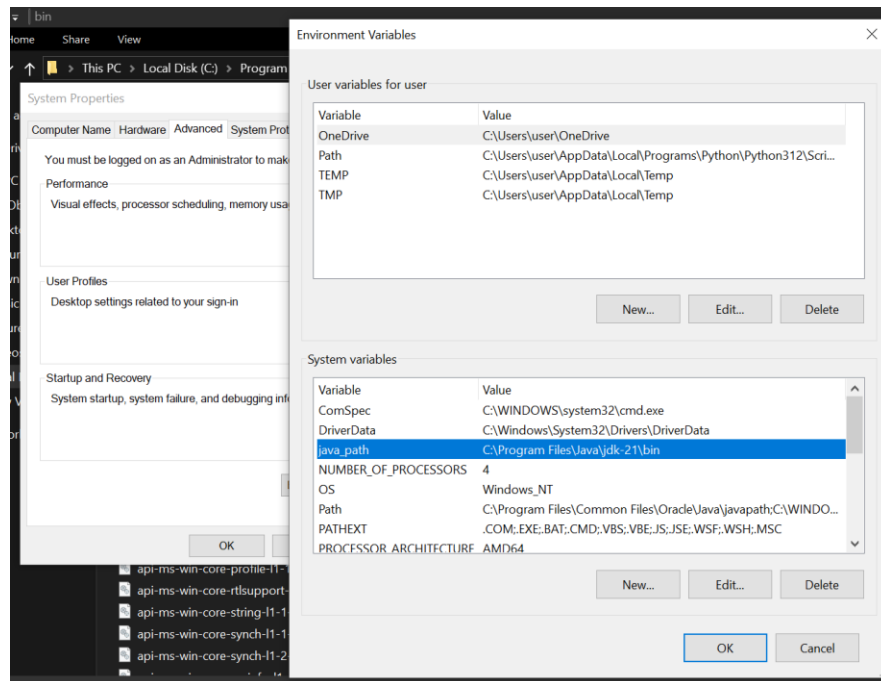 bin
Home Share View
This PC > Local Disk (C:) > Program
System Properties
Computer Name Hardware Advanced System Prot
You must be logged on as an Administrator to mak
Performance
Visual effects, processor scheduling, memory usa
User Profiles
Desktop settings related to your sign-in
Startup and Recovery
System startup, system failure, and debugging inf
OK
api-ms-win-core-profile-l1-1
api-ms-win-core-rtlsupport-
api-ms-win-core-string-l1-1-
api-ms-win-core-synch-l1-1-
api-ms-win-core-synch-l1-2-
Environment Variables
User variables for user
Variable Value
OneDrive C:\Users\user\OneDrive
Path C:\Users\user\AppData\Local\Programs\Python\Python312\Scri...
TEMP C:\Users\user\AppData\Local\Temp
TMP C:\Users\user\AppData\Local\Temp
New... Edit... Delete
System variables
Variable Value
ComSpec C:\WINDOWS\system32\cmd.exe
DriverData C:\Windows\System32\Drivers\DriverData
java_path C:\Program Files\Java\jdk-21\bin
NUMBER_OF_PROCESSORS 4
OS Windows_NT
Path C:\Program Files\Common Files\Oracle\Java\javapath;C:\WINDO...
PATHEXT .COM;.EXE;.BAT;.CMD;.VBS;.VBE;.JS;.JSE;.WSF;.WSH;.MSC
PROCESSOR_ARCHITECTURE AMD64
New... Edit... Delete
OK Cancel